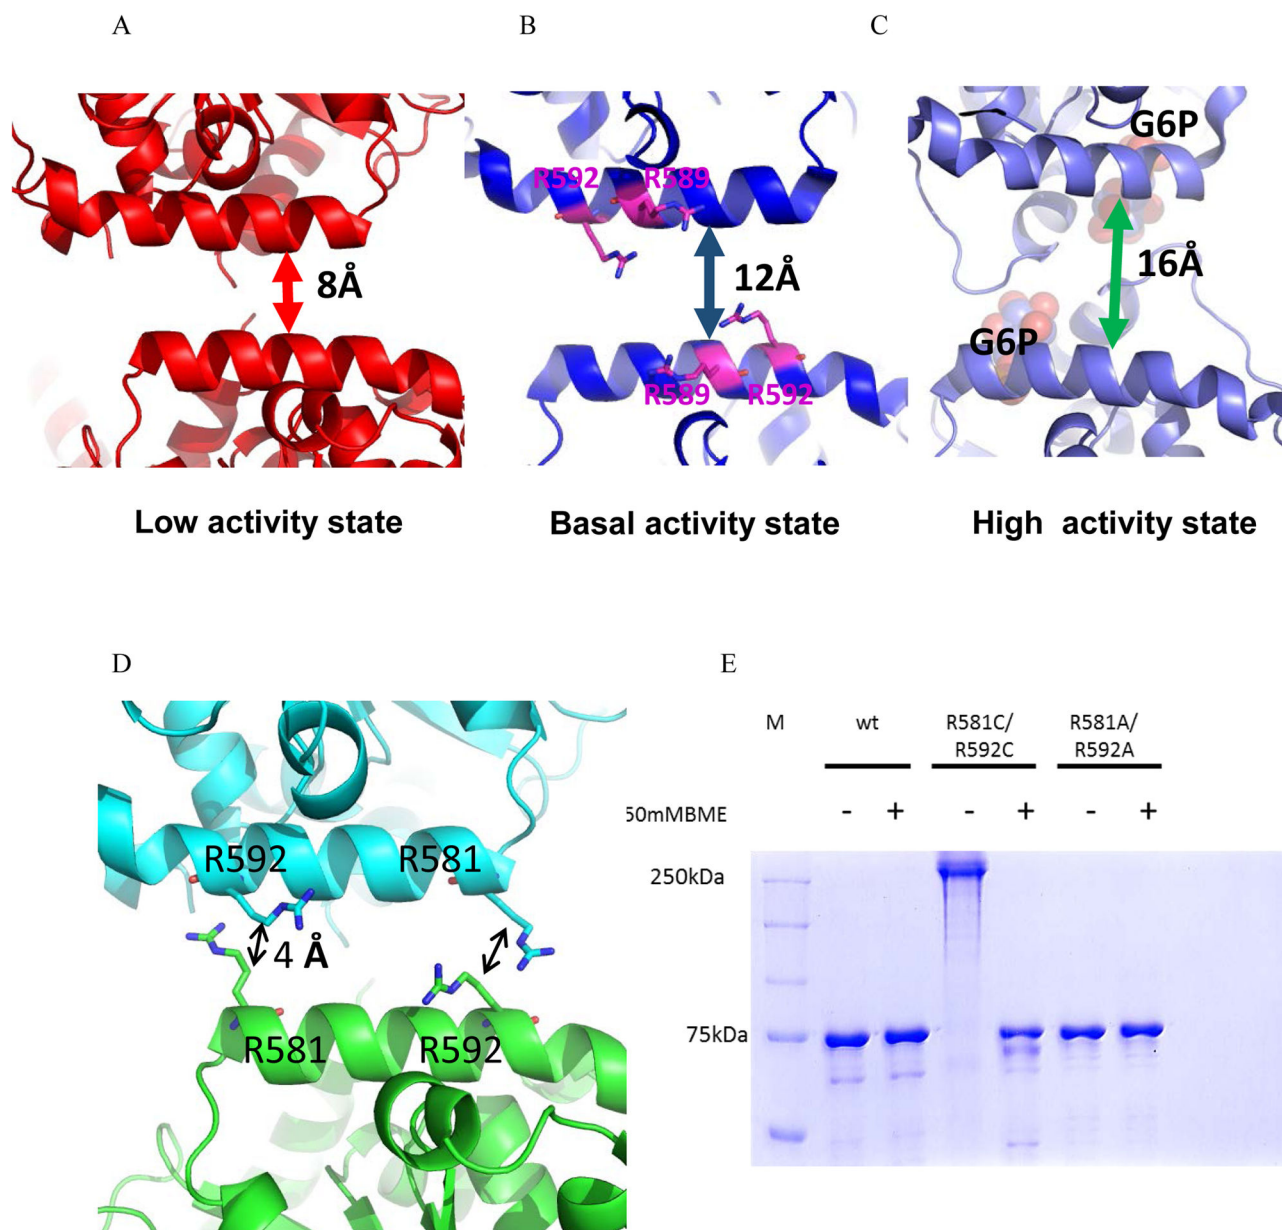 A
B
C
G6P
R592 R589
8Å
12Å
16Å
G6P
R589 R592
Low activity state
Basal activity state
High activity state
D
E
M
wt
R581C/
R592C
R581A/
R592A
50mMBME
- + - + - +
R592
R581
250kDa
4 Å
75kDa
R581
R592